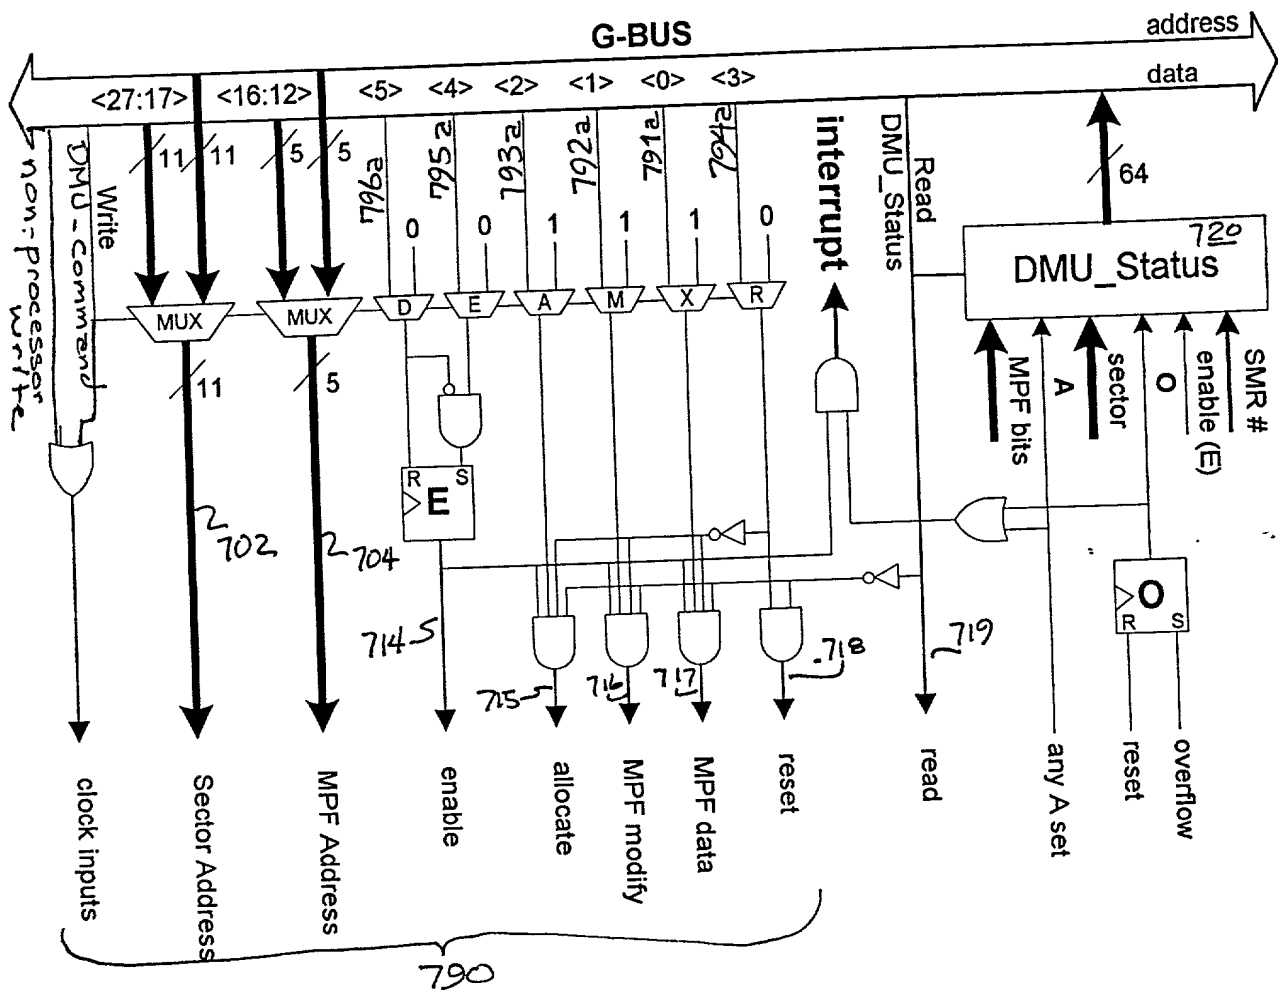 G-BUS
address
data
<27:17>
<16:12>
<5>
<4>
<2>
<1>
<0>
<3>
11
11
5
5
796a
795a
793a
792a
791a
794a
interrupt
DMU_Status
Read
64
non-processor
write
DMU-Command
Write
0
0
1
1
1
0
720
DMU_Status
MUX
MUX
D
E
A
M
X
R
11
5
MPF bits
A
sector
O
enable (E)
SMR #
R
S
E
702
704
O
R
S
714
715
716
717
718
719
clock inputs
Sector Address
MPF Address
enable
allocate
MPF modify
MPF data
reset
read
any A set
reset
overflow
790